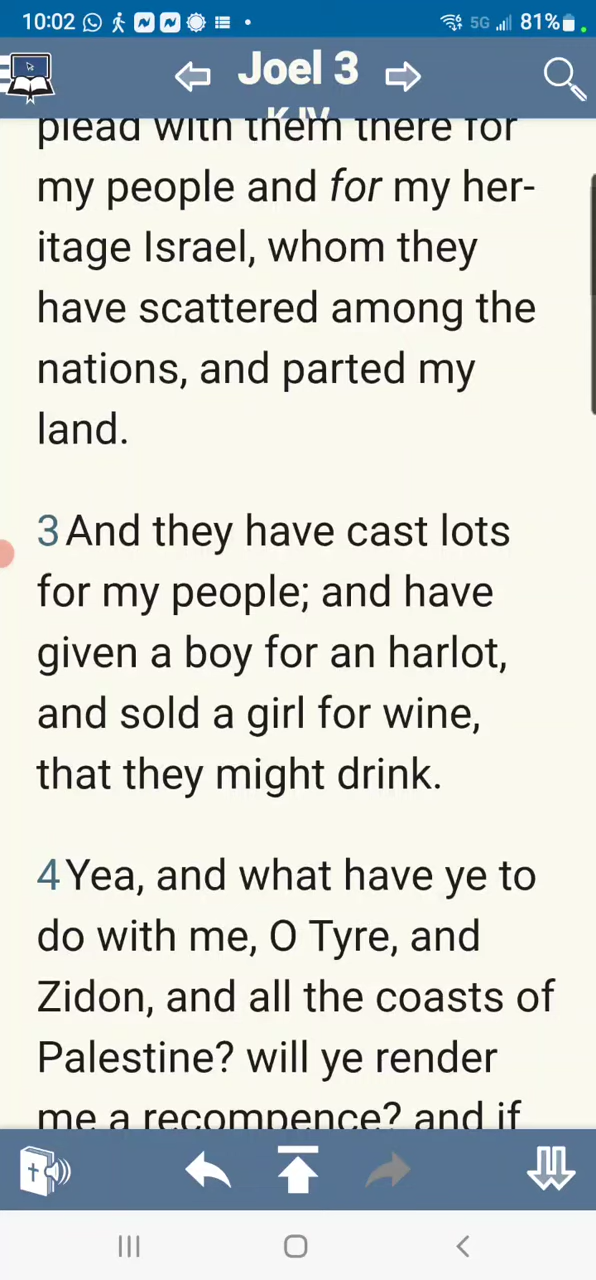 10:02 5G 81%
Joel 3
KJV
plead with them there for
my people and for my her-
itage Israel, whom they
have scattered among the
nations, and parted my
land.
3 And they have cast lots
for my people; and have
given a boy for an harlot,
and sold a girl for wine,
that they might drink.
4 Yea, and what have ye to
do with me, O Tyre, and
Zidon, and all the coasts of
Palestine? will ye render
me a recompence? and if